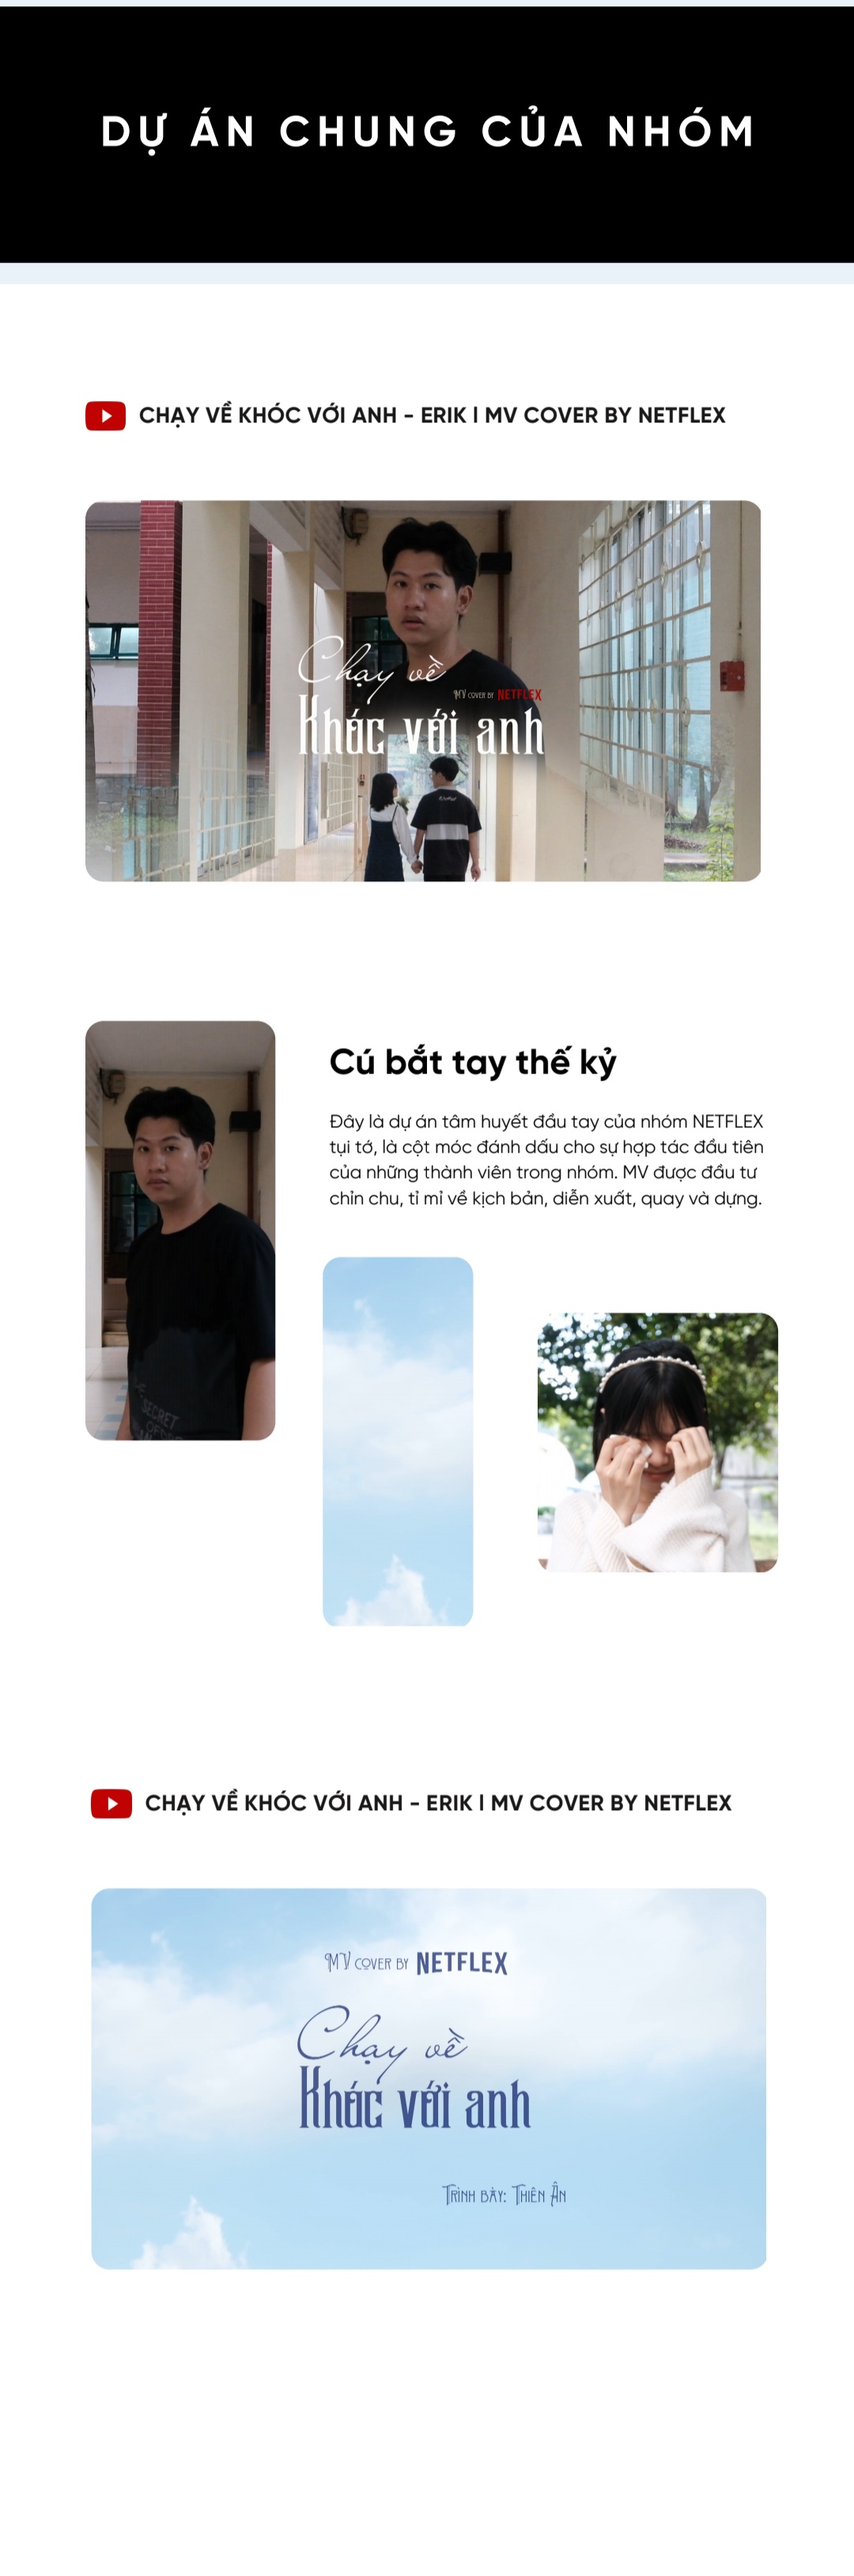 DỰ ÁN CHUNG CỦA NHÓM
CHẠY VỀ KHÓC VỚI ANH - ERIK | MV COVER BY NETFLEX
Chạy về
MV COVER BY NETFLEX
Khóc với anh
Cú bắt tay thế kỷ
Đây là dự án tâm huyết đầu tay của nhóm NETFLEX
tụi tớ, là cột móc đánh dấu cho sự hợp tác đầu tiên
của những thành viên trong nhóm. MV được đầu tư
chỉn chu, tỉ mỉ về kịch bản, diễn xuất, quay và dựng.
SECRET
CHẠY VỀ KHÓC VỚI ANH - ERIK | MV COVER BY NETFLEX
MV COVER BY NETFLEX
Chạy về
Khóc với anh
TRÌNH BÀY: THIÊN ÂN